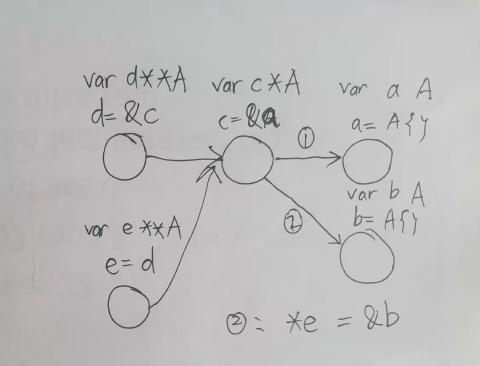 var d**A
d= &c
var c*A
c= &a
①
var a A
a= A{}
②
var b A
b= A{}
var e **A
e= d
②: *e = &b